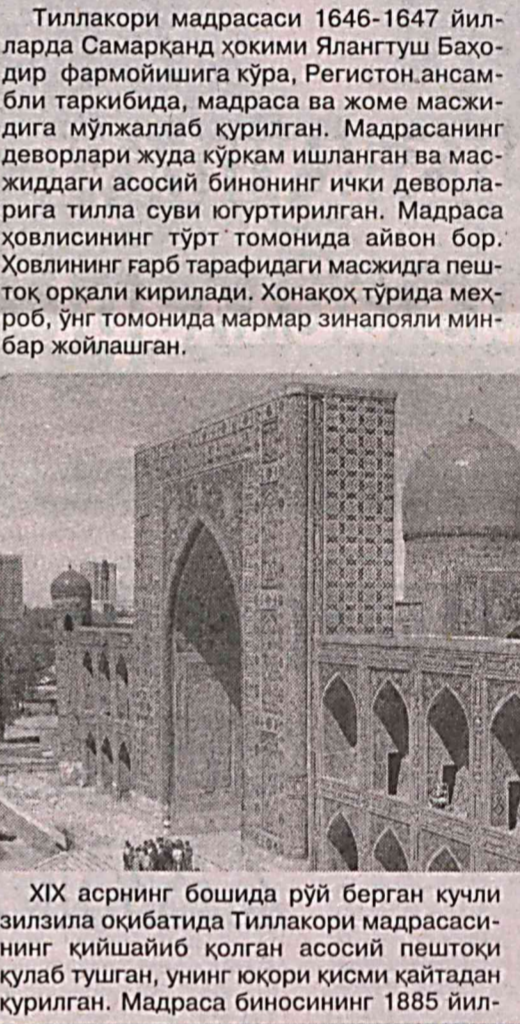 Тиллакори мадрасаси 1646-1647 йил-
ларда Самарқанд ҳокими Ялангтуш Баҳо-
дир фармойишига кўра, Регистон ансам-
бли таркибида, мадраса ва жоме масжи-
дига мўлжаллаб қурилган. Мадрасанинг
деворлари жуда кўркам ишланган ва мас-
жиддаги асосий бинонинг ички деворла-
рига тилла суви югуртирилган. Мадраса
ҳовлисининг тўрт томонида айвон бор.
Ҳовлининг ғарб тарафидаги масжидга пеш-
тоқ орқали кирилади. Хонақоҳ тўрида меҳ-
роб, ўнг томонида мармар зинапояли мин-
бар жойлашган.
XIX асрнинг бошида рўй берган кучли
зилзила оқибатида Тиллакори мадрасаси-
нинг қийшайиб қолган асосий пештоқи
қулаб тушган, унинг юқори қисми қайтадан
қурилган. Мадраса биносининг 1885 йил-